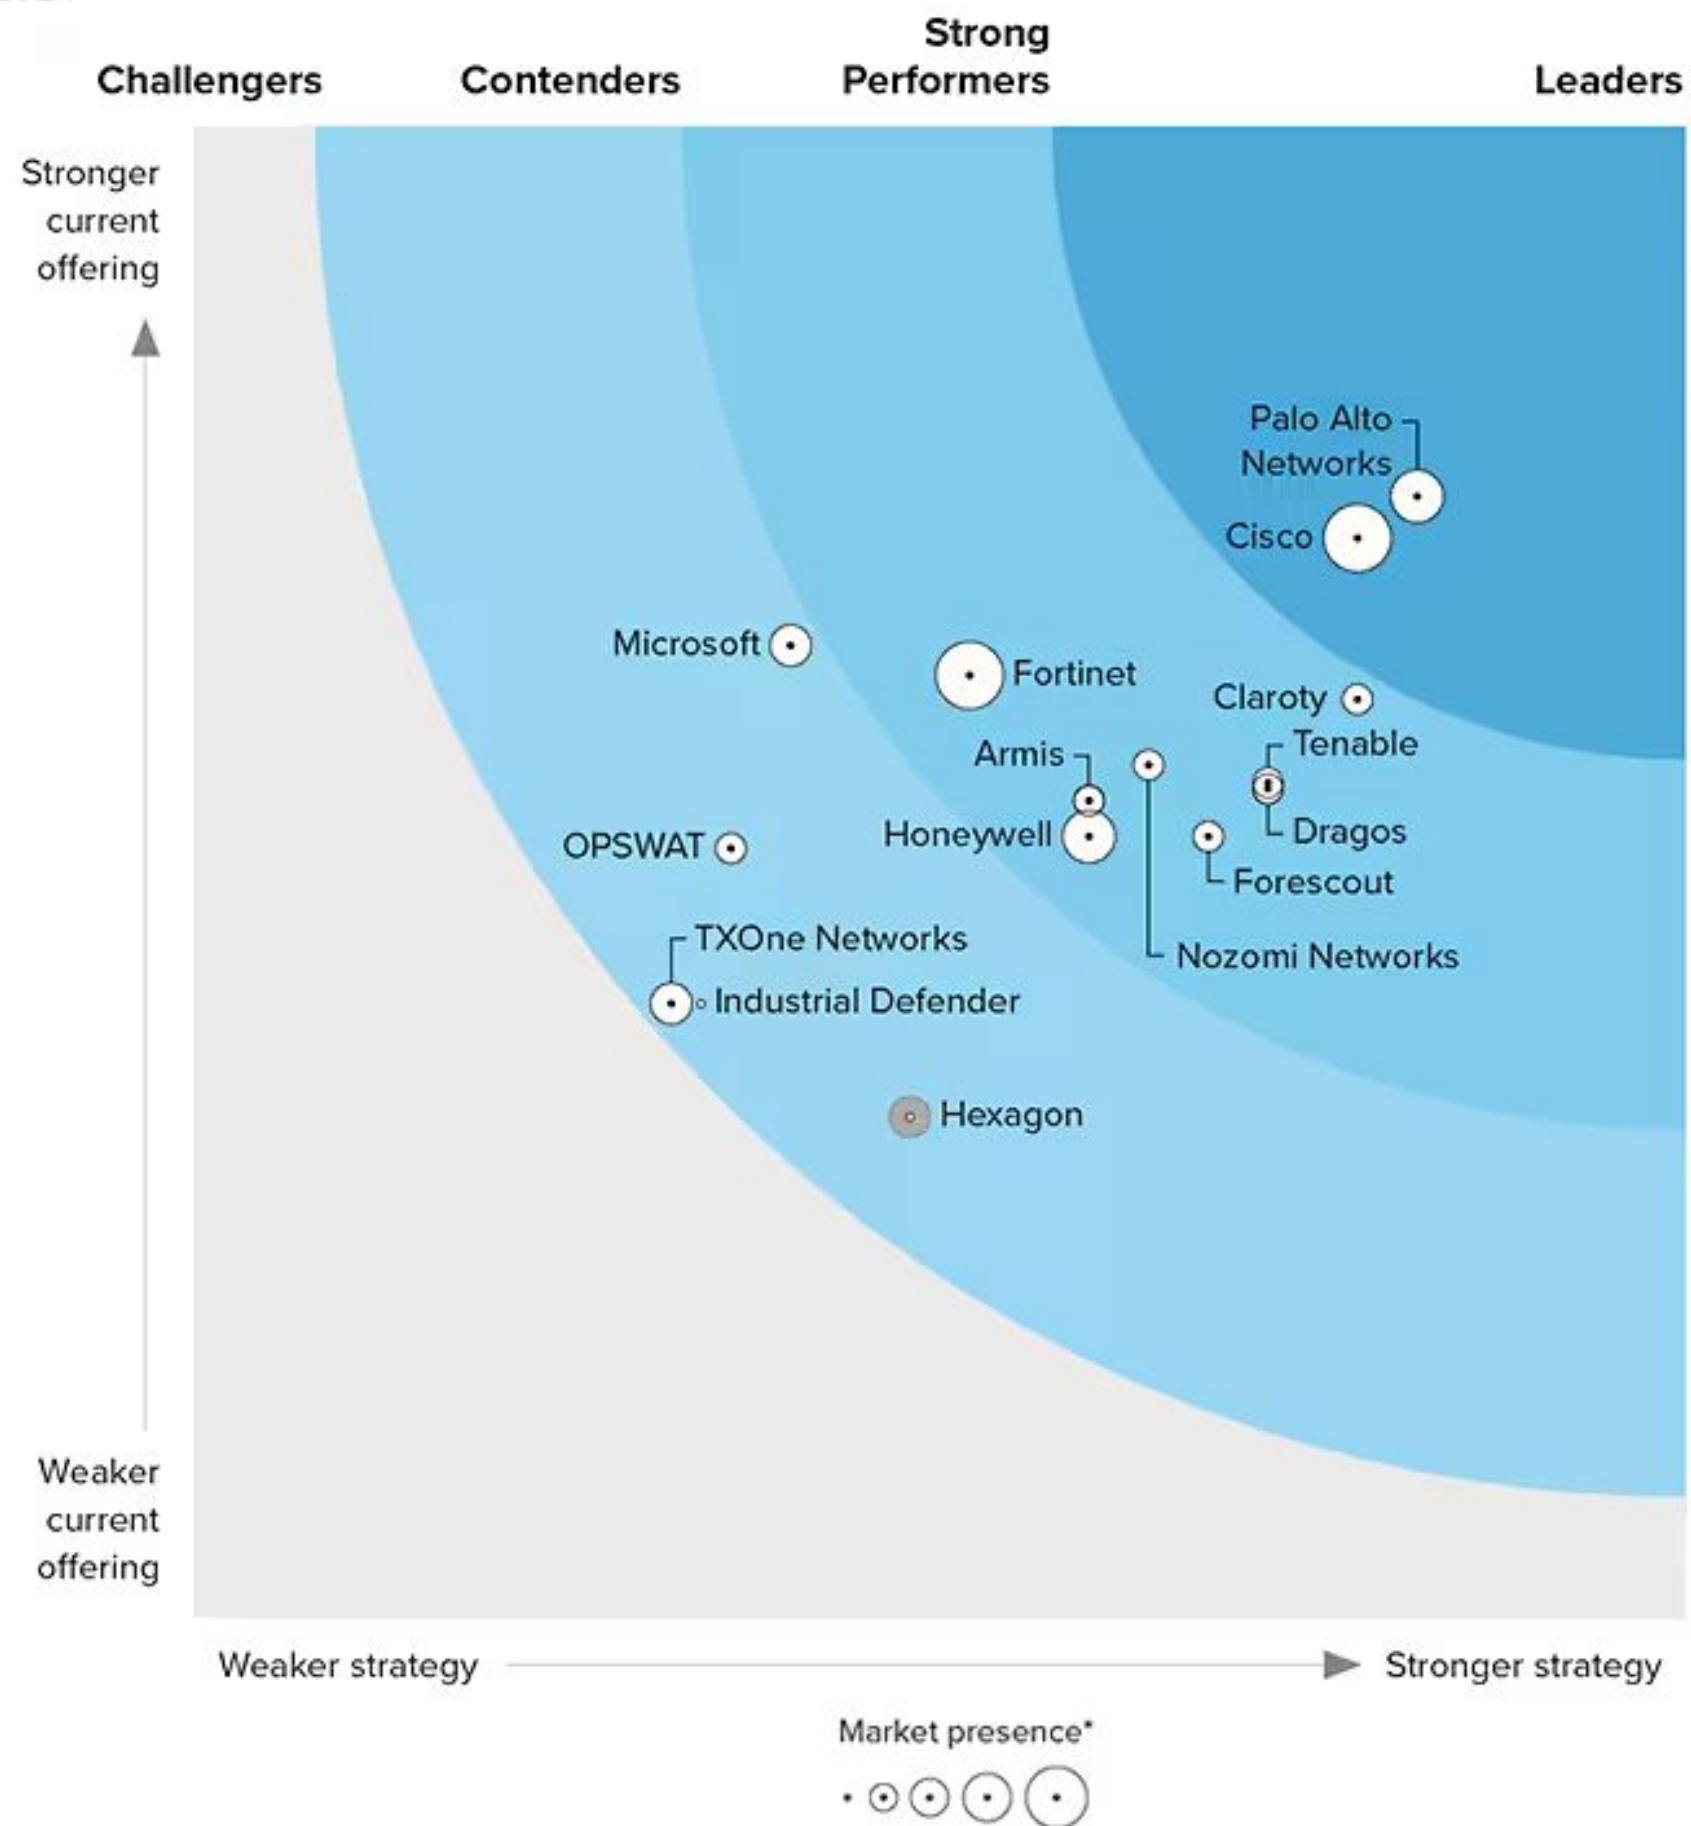 Challengers
Contenders
Strong
Performers
Leaders
Stronger
current
offering
Palo Alto
Networks
Cisco
Microsoft
Fortinet
Claroty
Tenable
Armis
Honeywell
Dragos
OPSWAT
Forescout
TXOne Networks
Nozomi Networks
Industrial Defender
Hexagon
Weaker
current
offering
Weaker strategy
Stronger strategy
Market presence*